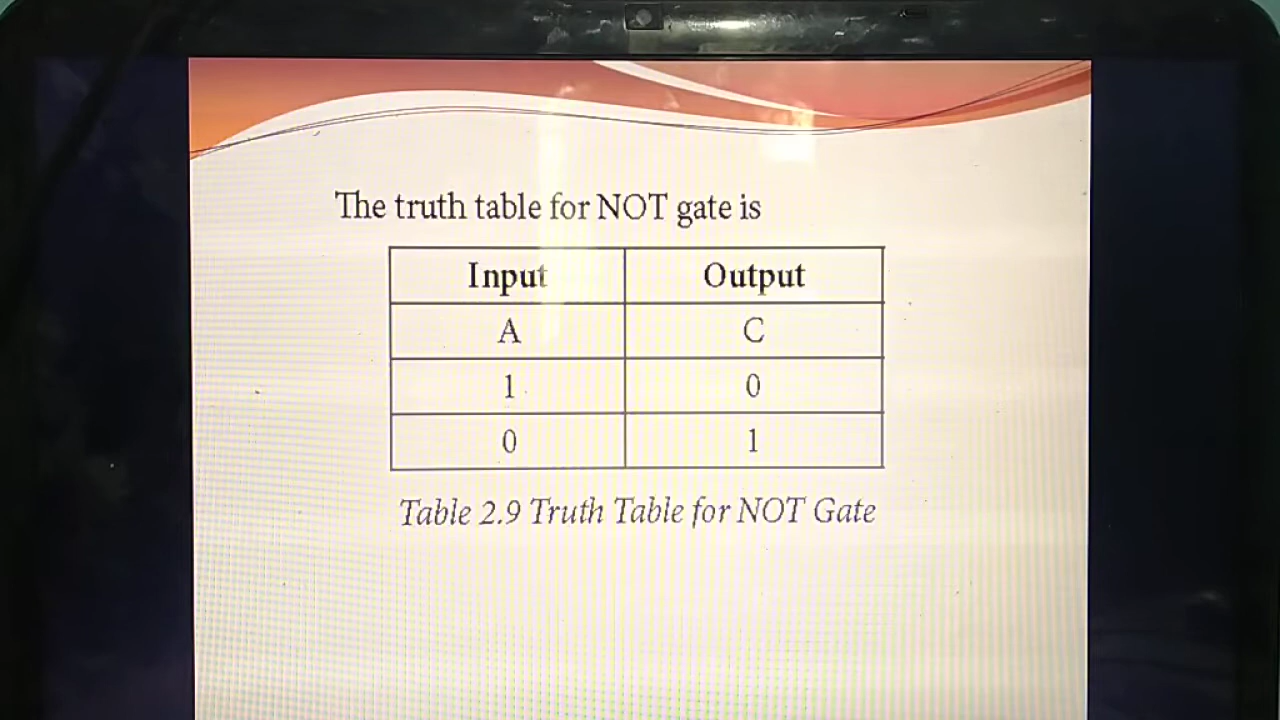 The truth table for NOT gate is
Input Output
A C
1 0
0 1
Table 2.9 Truth Table for NOT Gate